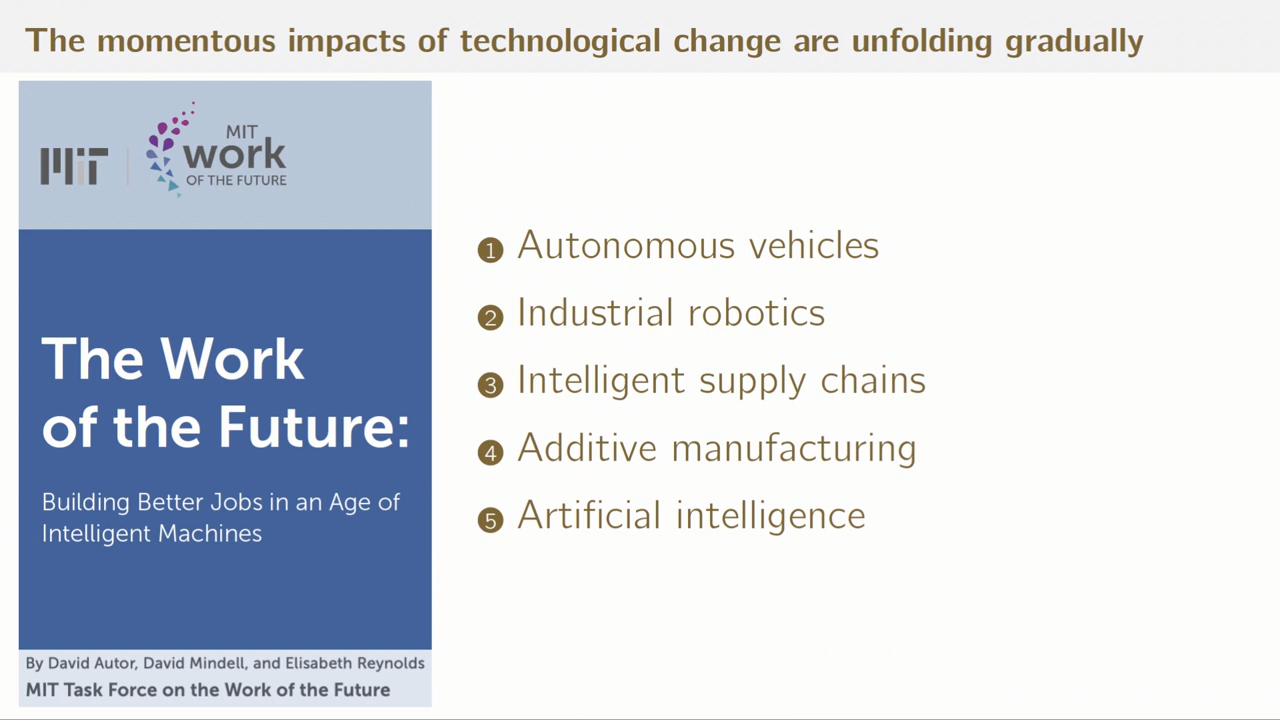 The momentous impacts of technological change are unfolding gradually
MIT
MIT
work
OF THE FUTURE
The Work
of the Future:
Building Better Jobs in an Age of
Intelligent Machines
By David Autor, David Mindell, and Elisabeth Reynolds
MIT Task Force on the Work of the Future
1 Autonomous vehicles
2 Industrial robotics
3 Intelligent supply chains
4 Additive manufacturing
5 Artificial intelligence